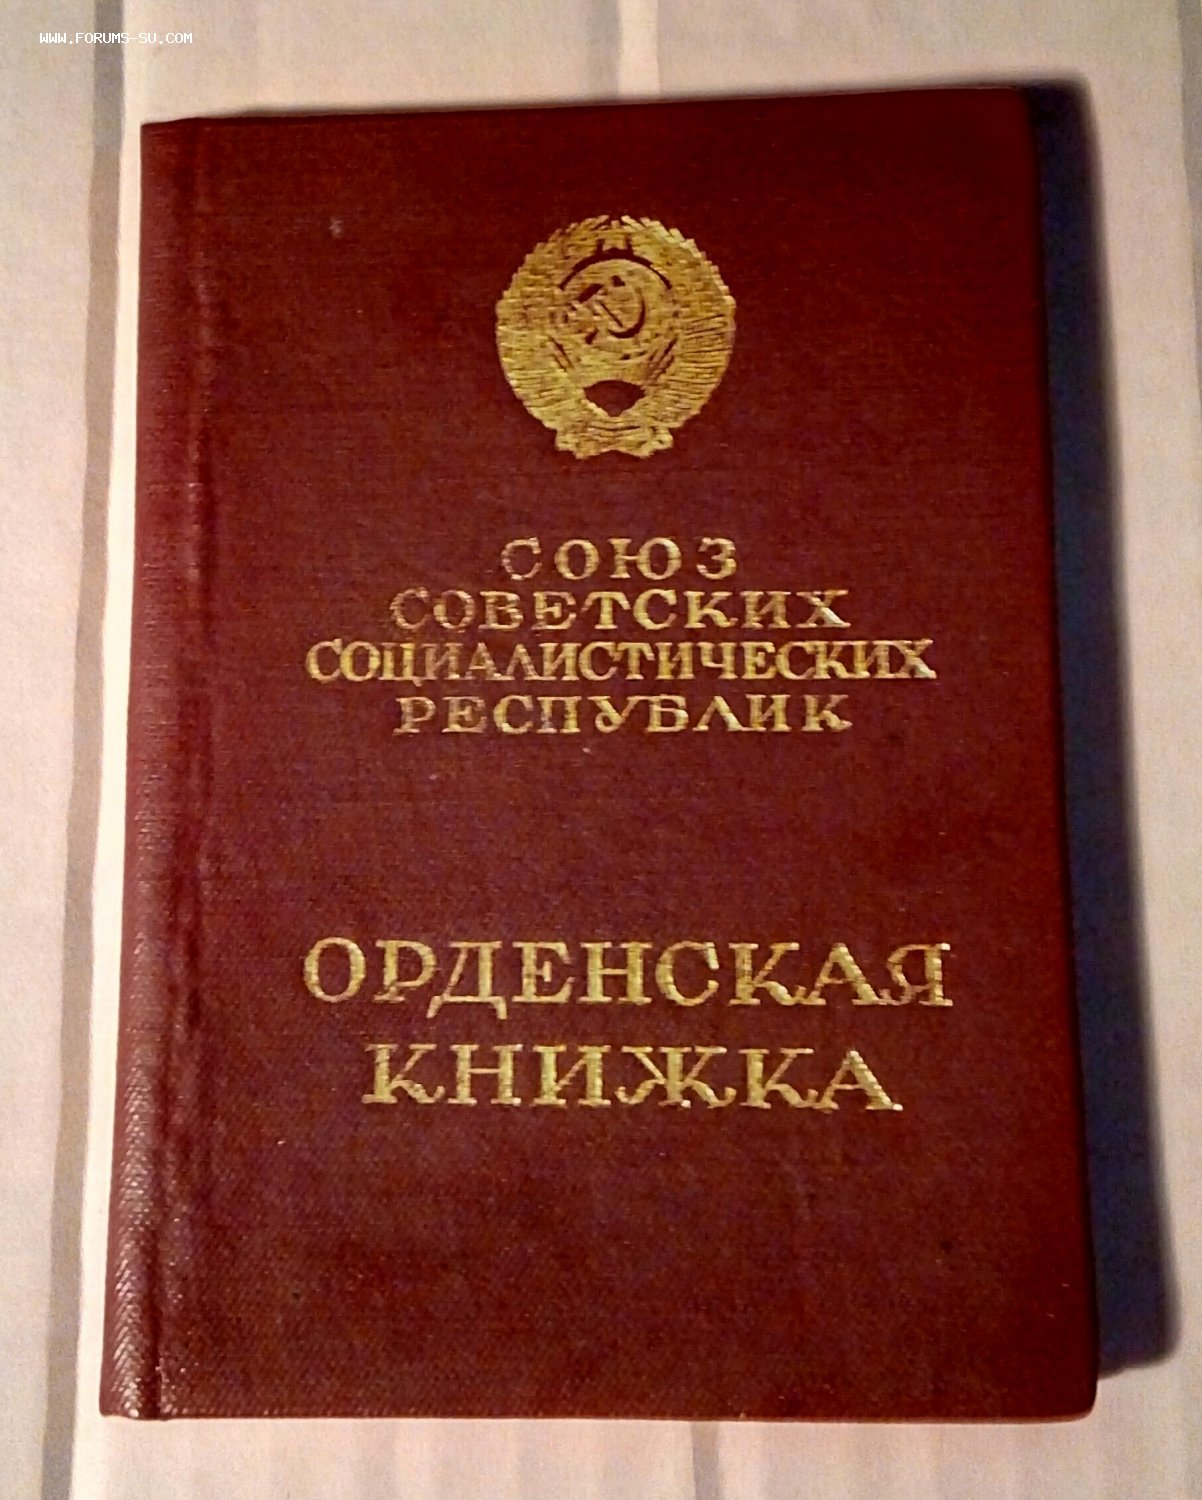 WWW.FORUMS-SU.COM
СОЮЗ
СОВЕТСКИХ
СОЦИАЛИСТИЧЕСКИХ
РЕСПУБЛИК
ОРДЕНСКАЯ
КНИЖКА